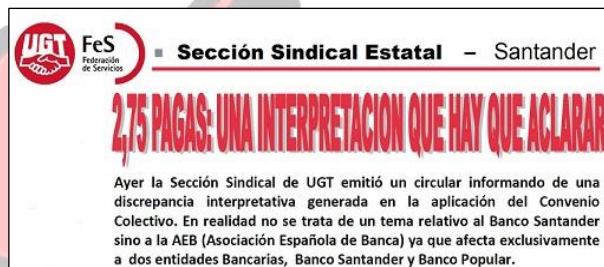 UGT
FeS
Federación
de Servicios
Sección Sindical Estatal – Santander
2,75 PAGAS: UNA INTERPRETACION QUE HAY QUE ACLARAR
Ayer la Sección Sindical de UGT emitió un circular informando de una
discrepancia interpretativa generada en la aplicación del Convenio
Colectivo. En realidad no se trata de un tema relativo al Banco Santander
sino a la AEB (Asociación Española de Banca) ya que afecta exclusivamente
a dos entidades Bancarias, Banco Santander y Banco Popular.